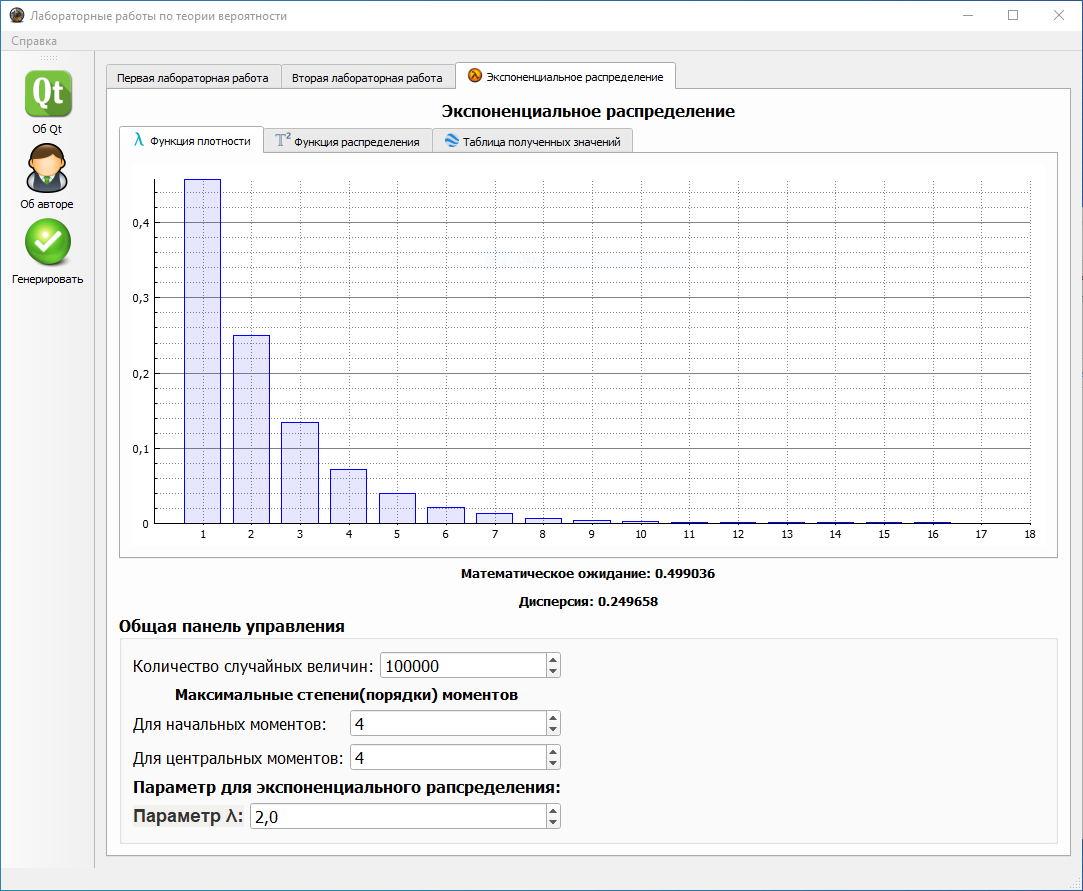 Лабораторные работы по теории вероятности
Справка
Об Qt
Об авторе
Генерировать
Первая лабораторная работа
Вторая лабораторная работа
Экспоненциальное распределение
Экспоненциальное распределение
λ Функция плотности
T² Функция распределения
Таблица полученных значений
0,4
0,3
0,2
0,1
0
1 2 3 4 5 6 7 8 9 10 11 12 13 14 15 16 17 18
Математическое ожидание: 0.499036
Дисперсия: 0.249658
Общая панель управления
Количество случайных величин: 100000
Максимальные степени(порядки) моментов
Для начальных моментов: 4
Для центральных моментов: 4
Параметр для экспоненциального рапсределения:
Параметр λ: 2,0